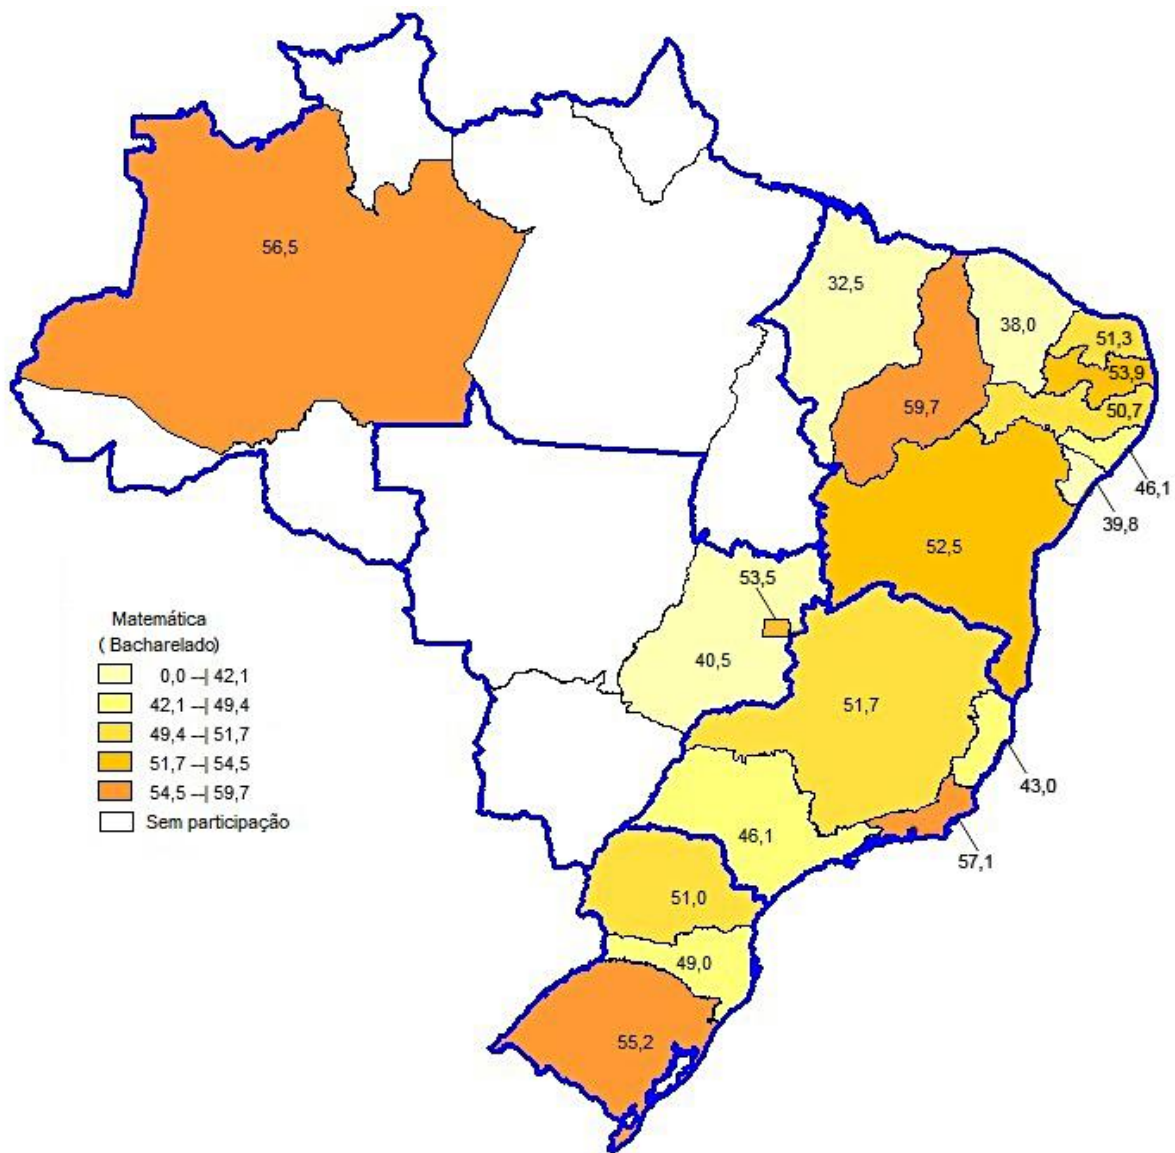 56,5
32,5
38,0
51,3
53,9
59,7
50,7
46,1
39,8
52,5
53,5
40,5
51,7
43,0
46,1
57,1
51,0
49,0
55,2
Matemática
( Bacharelado)
0,0 --| 42,1
42,1 --| 49,4
49,4 --| 51,7
51,7 --| 54,5
54,5 --| 59,7
Sem participação